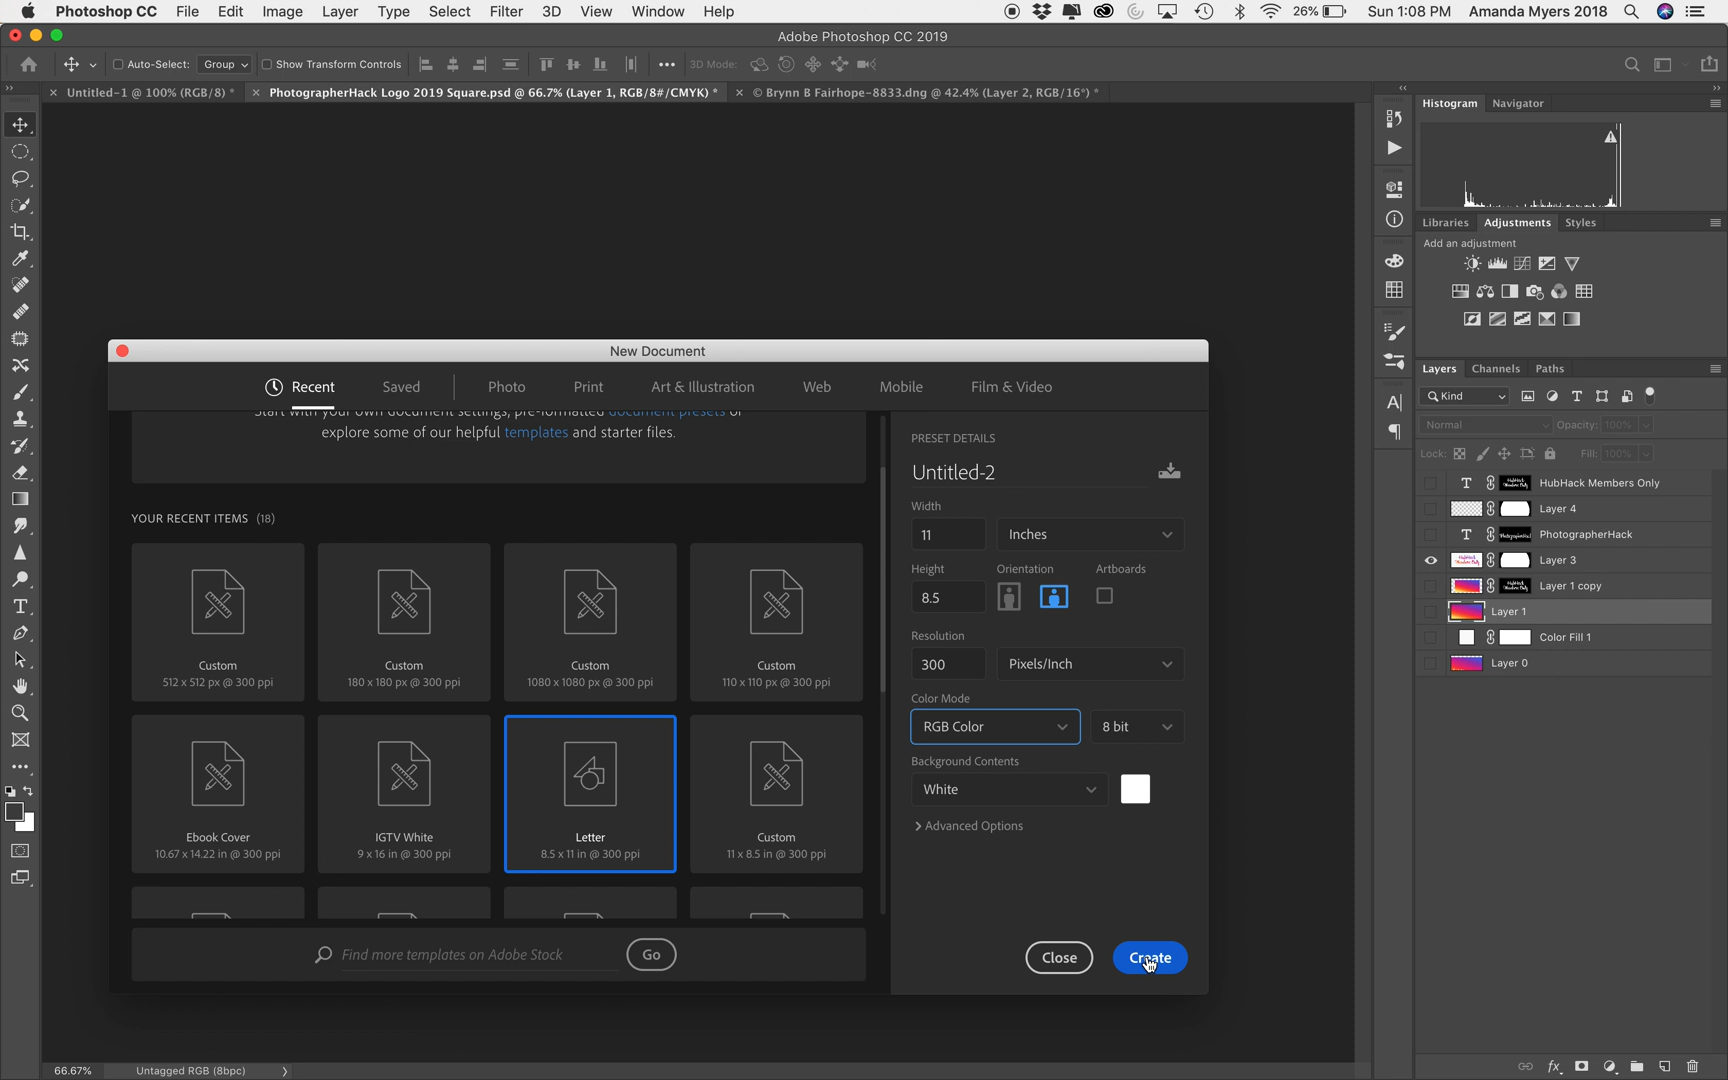 Photoshop CC File Edit Image Layer Type Select Filter 3D View Window Help 26% Sun 1:08 PM Amanda Myers 2018
Adobe Photoshop CC 2019
Auto-Select: Group Show Transform Controls 3D Mode:
Untitled-1 @ 100% (RGB/8) * PhotographerHack Logo 2019 Square.psd @ 66.7% (Layer 1, RGB/8#/CMYK) * © Brynn B Fairhope-8833.dng @ 42.4% (Layer 2, RGB/16*) *
Histogram Navigator
Libraries Adjustments Styles
Add an adjustment
Layers Channels Paths
Kind
Normal Opacity: 100%
Lock: Fill: 100%
HubHack Members Only
Layer 4
PhotographerHack
Layer 3
Layer 1 copy
Layer 1
Color Fill 1
Layer 0
New Document
Recent Saved Photo Print Art & Illustration Web Mobile Film & Video
Start with your own document settings, pre-formatted document presets or
explore some of our helpful templates and starter files.
YOUR RECENT ITEMS (18)
Custom
512 x 512 px @ 300 ppi
Custom
180 x 180 px @ 300 ppi
Custom
1080 x 1080 px @ 300 ppi
Custom
110 x 110 px @ 300 ppi
Ebook Cover
10.67 x 14.22 in @ 300 ppi
IGTV White
9 x 16 in @ 300 ppi
Letter
8.5 x 11 in @ 300 ppi
Custom
11 x 8.5 in @ 300 ppi
Find more templates on Adobe Stock Go
PRESET DETAILS
Untitled-2
Width
11 Inches
Height Orientation Artboards
8.5
Resolution
300 Pixels/Inch
Color Mode
RGB Color 8 bit
Background Contents
White
Advanced Options
Close Create
66.67% Untagged RGB (8bpc)